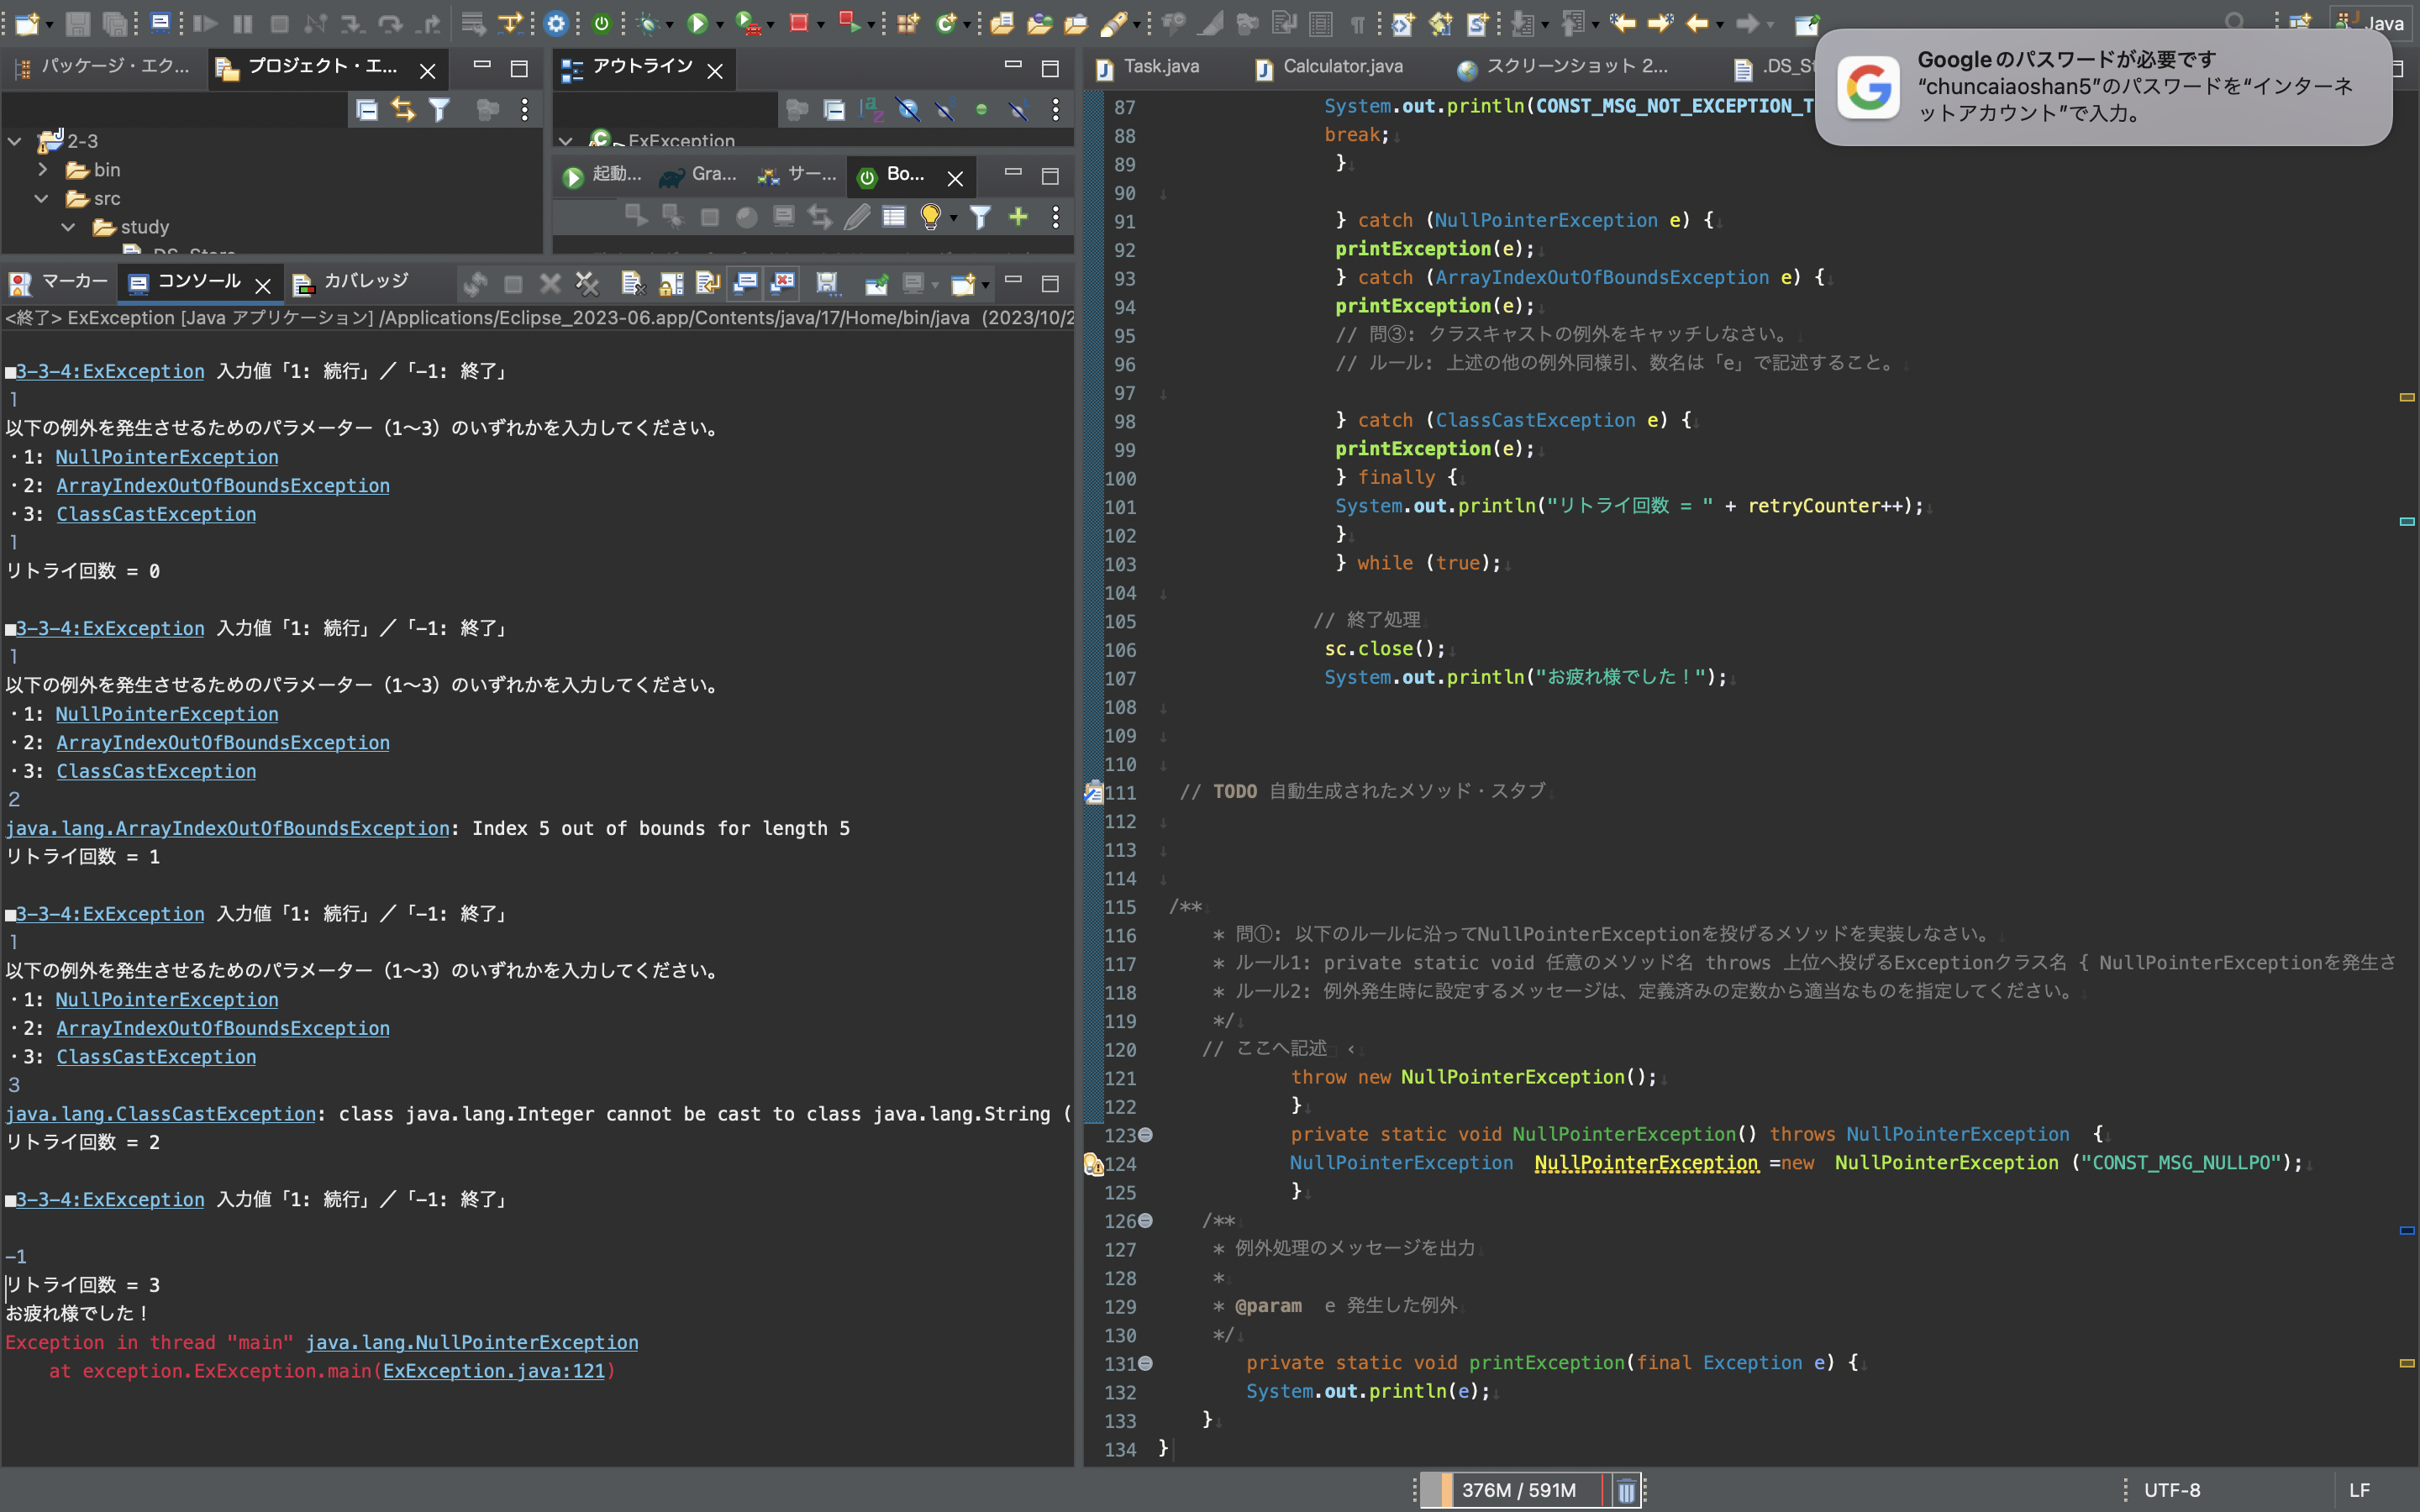 Java
パッケージ・エク...
プロジェクト・エ...
アウトライン
Task.java
Calculator.java
スクリーンショット 2...
Googleのパスワードが必要です
“chuncaiaoshan5”のパスワードを“インターネ
ットアカウント”で入力。
2-3
bin
src
study
ExException
起動...
Gra...
サー...
Bo...
マーカー
コンソール
カバレッジ
<終了> ExException [Java アプリケーション] /Applications/Eclipse_2023-06.app/Contents/java/17/Home/bin/java (2023/10/2
■3-3-4:ExException 入力値「1: 続行」／「-1: 終了」
1
以下の例外を発生させるためのパラメーター（1〜3）のいずれかを入力してください。
・1: NullPointerException
・2: ArrayIndexOutOfBoundsException
・3: ClassCastException
1
リトライ回数 = 0
■3-3-4:ExException 入力値「1: 続行」／「-1: 終了」
1
以下の例外を発生させるためのパラメーター（1〜3）のいずれかを入力してください。
・1: NullPointerException
・2: ArrayIndexOutOfBoundsException
・3: ClassCastException
2
java.lang.ArrayIndexOutOfBoundsException: Index 5 out of bounds for length 5
リトライ回数 = 1
■3-3-4:ExException 入力値「1: 続行」／「-1: 終了」
1
以下の例外を発生させるためのパラメーター（1〜3）のいずれかを入力してください。
・1: NullPointerException
・2: ArrayIndexOutOfBoundsException
・3: ClassCastException
3
java.lang.ClassCastException: class java.lang.Integer cannot be cast to class java.lang.String (
リトライ回数 = 2
■3-3-4:ExException 入力値「1: 続行」／「-1: 終了」
-1
リトライ回数 = 3
お疲れ様でした！
Exception in thread "main" java.lang.NullPointerException
at exception.ExException.main(ExException.java:121)
87 System.out.println(CONST_MSG_NOT_EXCEPTION_T
88 break;
89 }
90
91 } catch (NullPointerException e) {
92 printException(e);
93 } catch (ArrayIndexOutOfBoundsException e) {
94 printException(e);
95 // 問③: クラスキャストの例外をキャッチしなさい。
96 // ルール: 上述の他の例外同様引、数名は「e」で記述すること。
97
98 } catch (ClassCastException e) {
99 printException(e);
100 } finally {
101 System.out.println("リトライ回数 = " + retryCounter++);
102 }
103 } while (true);
104
105 // 終了処理
106 sc.close();
107 System.out.println("お疲れ様でした！");
108
109
110
111 // TODO 自動生成されたメソッド・スタブ
112
113
114
115 /**
116 * 問①: 以下のルールに沿ってNullPointerExceptionを投げるメソッドを実装しなさい。
117 * ルール1: private static void 任意のメソッド名 throws 上位へ投げるExceptionクラス名 { NullPointerExceptionを発生さ
118 * ルール2: 例外発生時に設定するメッセージは、定義済みの定数から適当なものを指定してください。
119 */
120 // ここへ記述
121 throw new NullPointerException();
122 }
123 private static void NullPointerException() throws NullPointerException {
124 NullPointerException NullPointerException =new NullPointerException ("CONST_MSG_NULLPO");
125 }
126 /**
127 * 例外処理のメッセージを出力
128 *
129 * @param e 発生した例外
130 */
131 private static void printException(final Exception e) {
132 System.out.println(e);
133 }
134 }
376M / 591M
UTF-8
LF